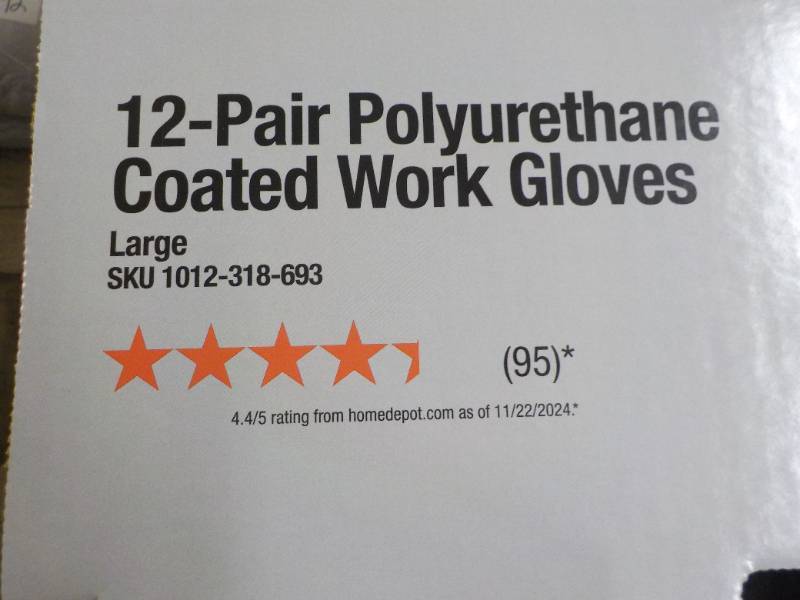 12-Pair Polyurethane
Coated Work Gloves
Large
SKU 1012-318-693
(95)*
4.4/5 rating from homedepot.com as of 11/22/2024.*